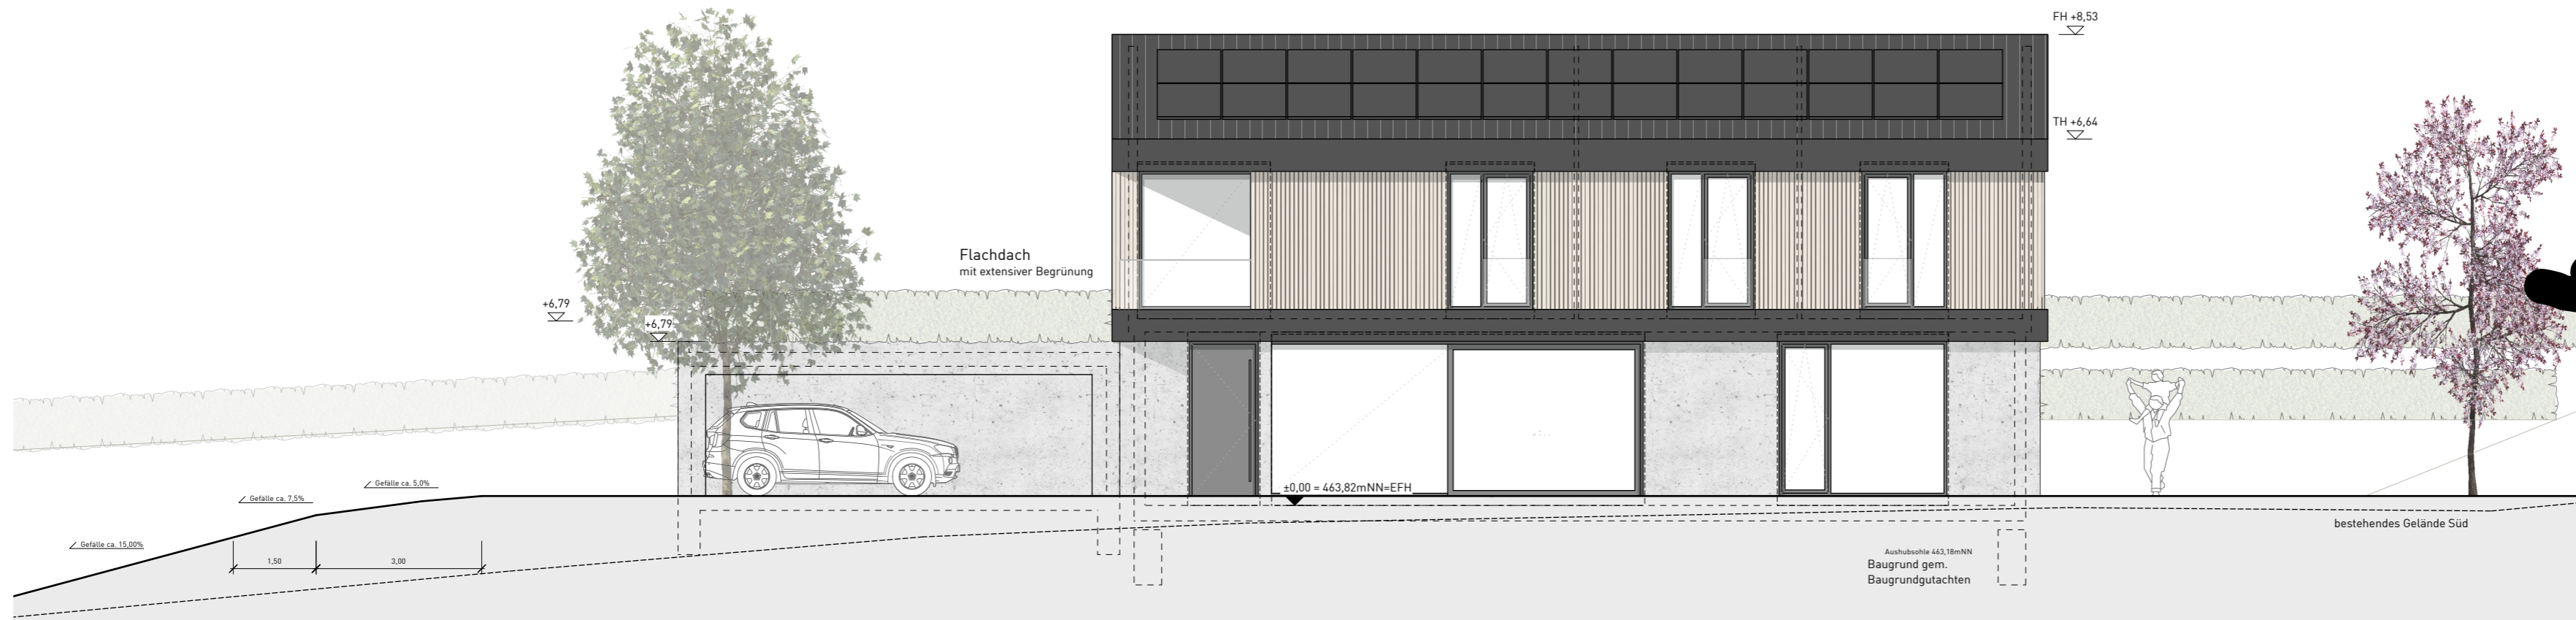 FH +8,53
TH +6,64
Flachdach
mit extensiver Begrünung
+6,79
+6,79
Gefälle ca. 5,0%
Gefälle ca. 7,5%
±0,00 = 463,82mNN=EFH
bestehendes Gelände Süd
Gefälle ca. 15,00%
1,50
3,00
Aushubsohle 463,18mNN
Baugrund gem.
Baugrundgutachten